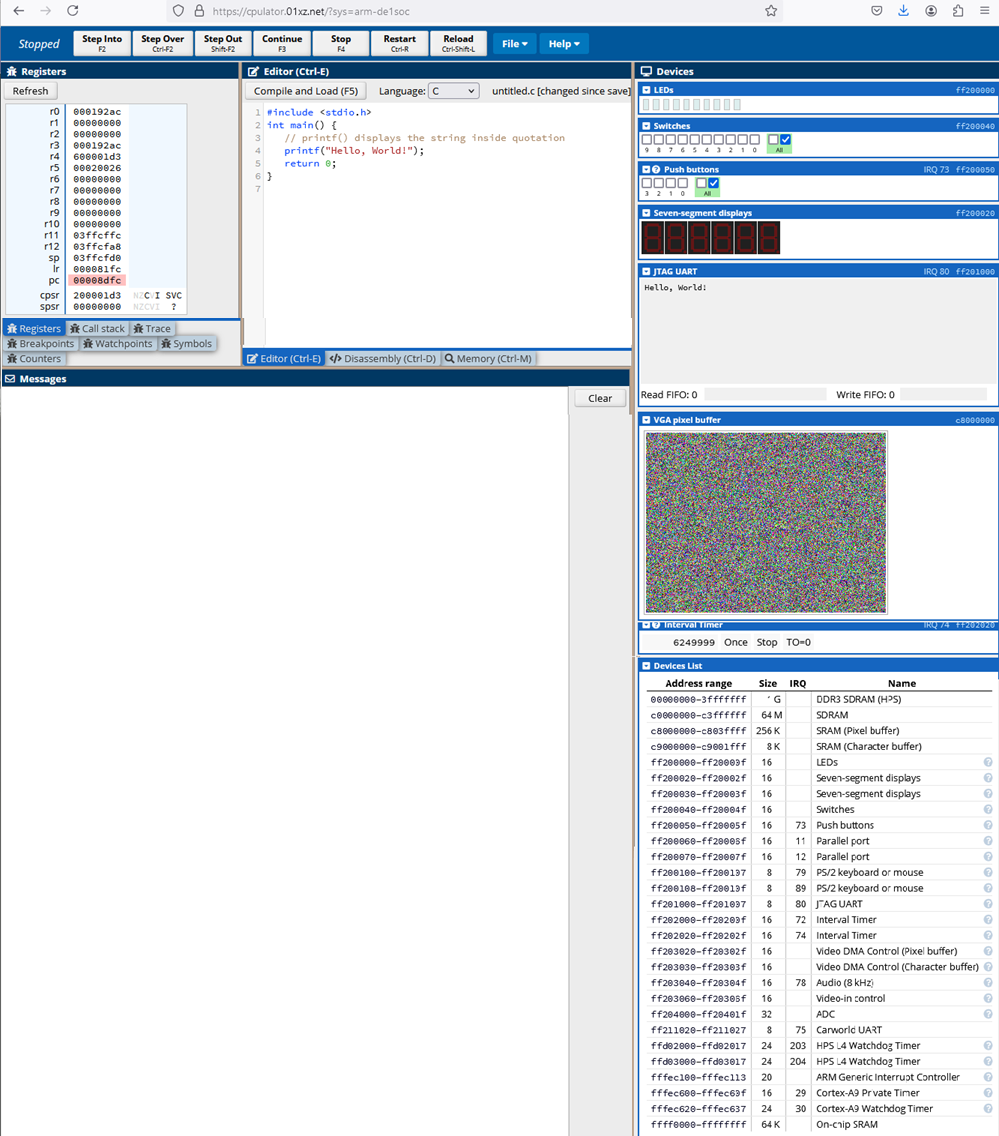 https://cpulator.01xz.net/?sys=arm-de1soc
Stopped
Step Into
F2
Step Over
Ctrl-F2
Step Out
Shift-F2
Continue
F3
Stop
F4
Restart
Ctrl-R
Reload
Ctrl-Shift-L
File
Help
Registers
Refresh
r0 000192ac
r1 00000000
r2 00000000
r3 000192ac
r4 600001d3
r5 00020026
r6 00000000
r7 00000000
r8 00000000
r9 00000000
r10 00000000
r11 03ffcffc
r12 03ffcfa8
sp 03ffcfd0
lr 000081fc
pc 00008dfc
cpsr 200001d3 NZCVI SVC
spsr 00000000 NZCVI ?
Registers Call stack Trace
Breakpoints Watchpoints Symbols
Counters
Editor (Ctrl-E)
Compile and Load (F5) Language: C untitled.c [changed since save]
1 #include <stdio.h>
2 int main() {
3 // printf() displays the string inside quotation
4 printf("Hello, World!");
5 return 0;
6 }
7
Editor (Ctrl-E) Disassembly (Ctrl-D) Memory (Ctrl-M)
Messages
Clear
Devices
LEDs ff200000
Switches ff200040
9 8 7 6 5 4 3 2 1 0 All
Push buttons IRQ 73 ff200050
3 2 1 0 All
Seven-segment displays ff200020
JTAG UART IRQ 80 ff201000
Hello, World!
Read FIFO: 0 Write FIFO: 0
VGA pixel buffer c8000000
Interval Timer IRQ 74 ff202020
6249999 Once Stop TO=0
Devices List
Address range Size IRQ Name
00000000-3fffffff 1 G DDR3 SDRAM (HPS)
c0000000-c3ffffff 64 M SDRAM
c8000000-c803ffff 256 K SRAM (Pixel buffer)
c9000000-c9001fff 8 K SRAM (Character buffer)
ff200000-ff20000f 16 LEDs
ff200020-ff20002f 16 Seven-segment displays
ff200030-ff20003f 16 Seven-segment displays
ff200040-ff20004f 16 Switches
ff200050-ff20005f 16 73 Push buttons
ff200060-ff20006f 16 11 Parallel port
ff200070-ff20007f 16 12 Parallel port
ff200100-ff200107 8 79 PS/2 keyboard or mouse
ff200108-ff20010f 8 89 PS/2 keyboard or mouse
ff201000-ff201007 8 80 JTAG UART
ff202000-ff20200f 16 72 Interval Timer
ff202020-ff20202f 16 74 Interval Timer
ff203020-ff20302f 16 Video DMA Control (Pixel buffer)
ff203030-ff20303f 16 Video DMA Control (Character buffer)
ff203040-ff20304f 16 78 Audio (8 kHz)
ff203060-ff20306f 16 Video-in control
ff204000-ff20401f 32 ADC
ff211020-ff211027 8 75 Carworld UART
ffd02000-ffd02017 24 203 HPS L4 Watchdog Timer
ffd03000-ffd03017 24 204 HPS L4 Watchdog Timer
fffec100-fffec113 20 ARM Generic Interrupt Controller
fffec600-fffec60f 16 29 Cortex-A9 Private Timer
fffec620-fffec637 24 30 Cortex-A9 Watchdog Timer
ffff0000-ffffffff 64 K On-chip SRAM